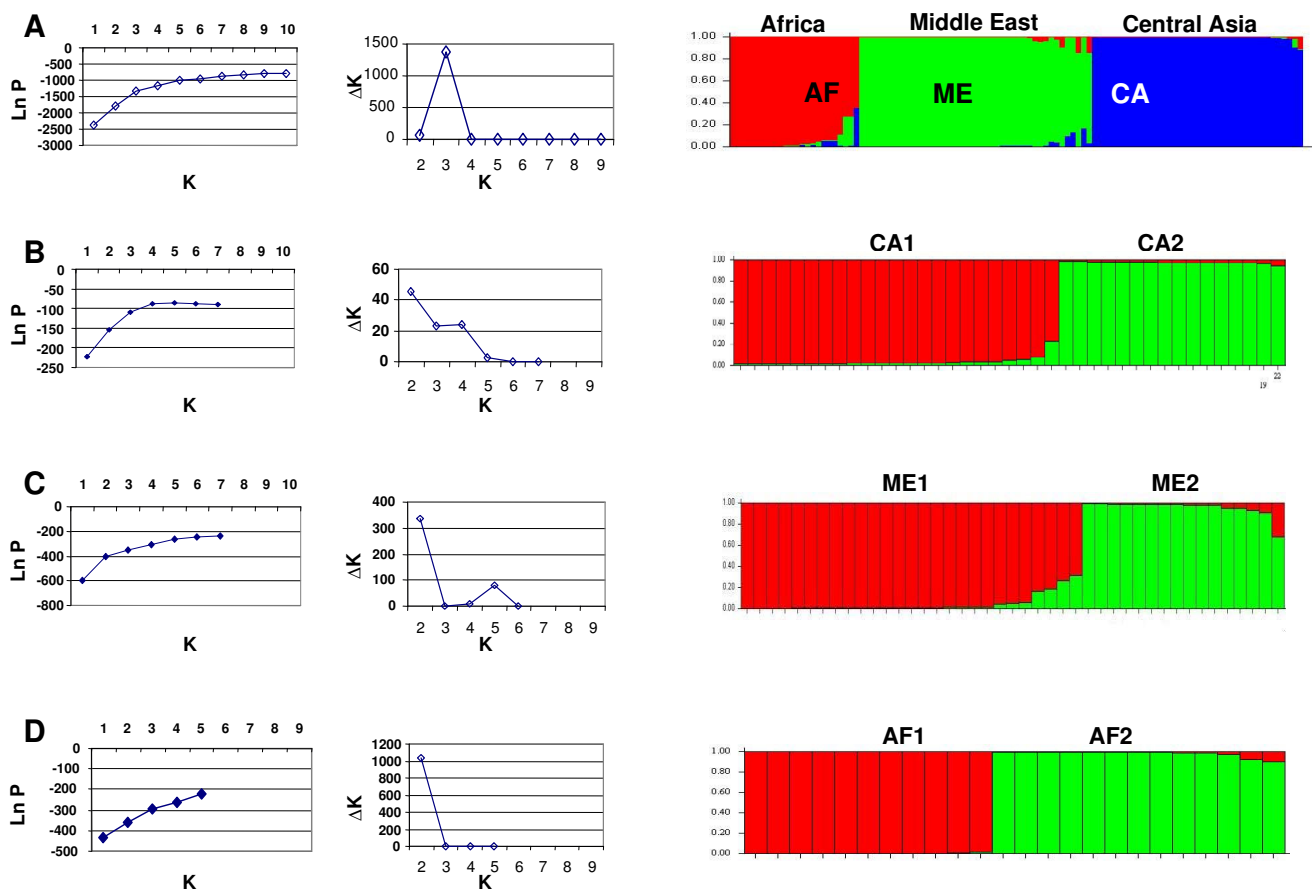 A
1 2 3 4 5 6 7 8 9 10
0
-500
-1000
-1500
-2000
-2500
-3000
Ln P
K
1500
1000
500
0
ΔK
2 3 4 5 6 7 8 9
K
Africa Middle East Central Asia
1.00
0.80
0.60
0.40
0.20
0.00
AF ME CA
B
1 2 3 4 5 6 7 8 9 10
0
-50
-100
-150
-200
-250
Ln P
K
60
40
20
0
ΔK
2 3 4 5 6 7 8 9
K
CA1 CA2
1.00
0.80
0.60
0.40
0.20
0.00
19 22
C
1 2 3 4 5 6 7 8 9 10
0
-200
-400
-600
-800
Ln P
K
400
300
200
100
0
ΔK
2 3 4 5 6 7 8 9
K
ME1 ME2
1.00
0.80
0.60
0.40
0.20
0.00
D
1 2 3 4 5 6 7 8 9
0
-100
-200
-300
-400
-500
Ln P
K
1200
1000
800
600
400
200
0
ΔK
2 3 4 5 6 7 8 9
K
AF1 AF2
1.00
0.80
0.60
0.40
0.20
0.00